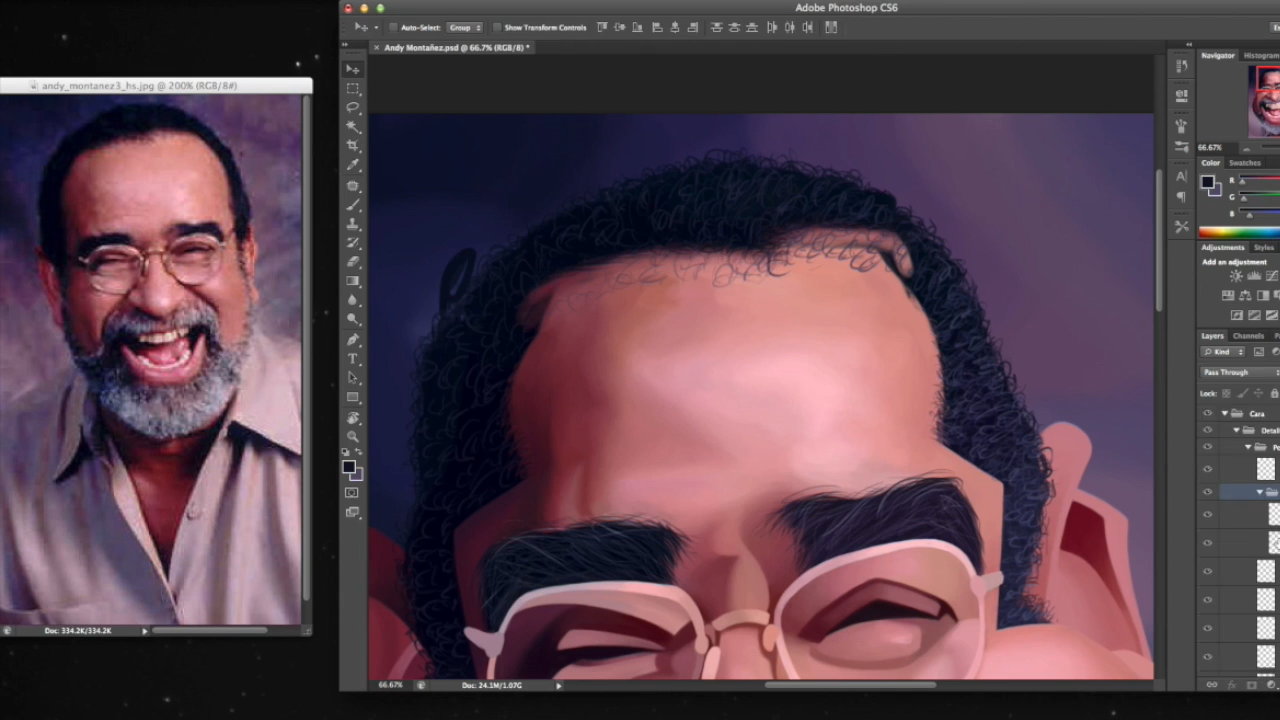 Adobe Photoshop CS6
Auto-Select: Group Show Transform Controls
Andy Montañez.psd @ 66.7% (RGB/8) *
andy_montanez3_hs.jpg @ 200% (RGB/8#)
Navigator Histogram
66.67%
Color Swatches
R
G
B
Adjustments Styles
Add an adjustment
Layers Channels
Kind
Pass Through
Lock:
Cara
Detall
Po
T
Doc: 334.2K/334.2K
66.67% Doc: 24.1M/1.07G